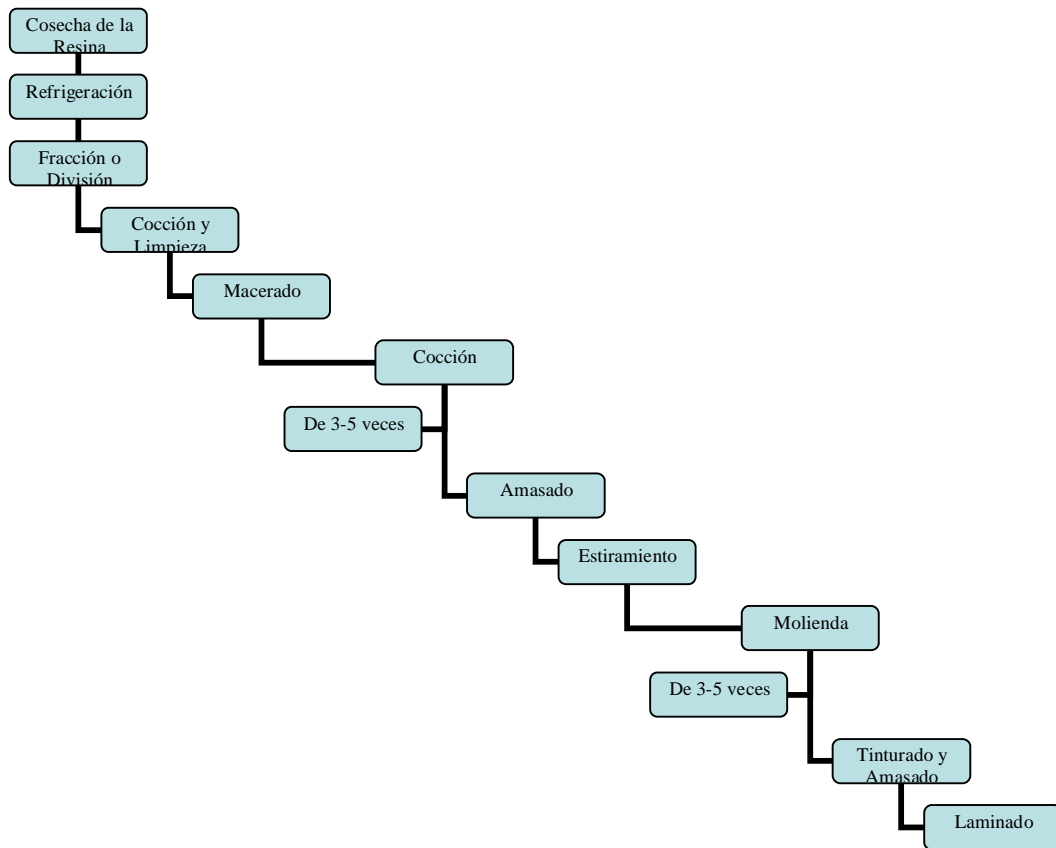 Cosecha de la
Resina
Refrigeración
Fracción o
División
Cocción y
Limpieza
Macerado
Cocción
De 3-5 veces
Amasado
Estiramiento
Molienda
De 3-5 veces
Tinturado y
Amasado
Laminado